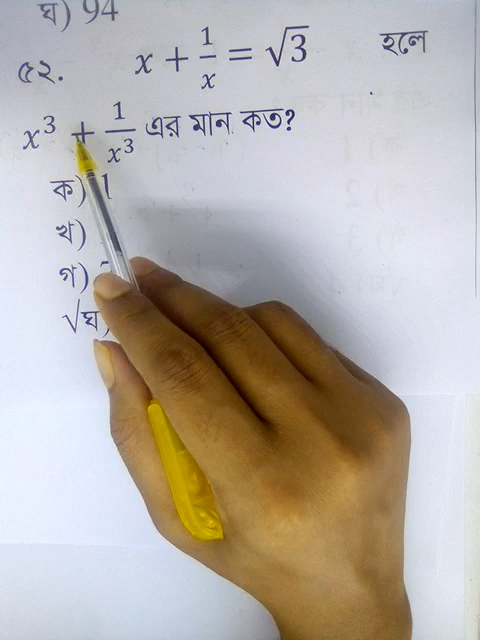 ঘ) 94
৫২. x + 1/x = √3 হলে
x³ + 1/x³ এর মান কত?
ক) 1
খ)
গ)
√ঘ)